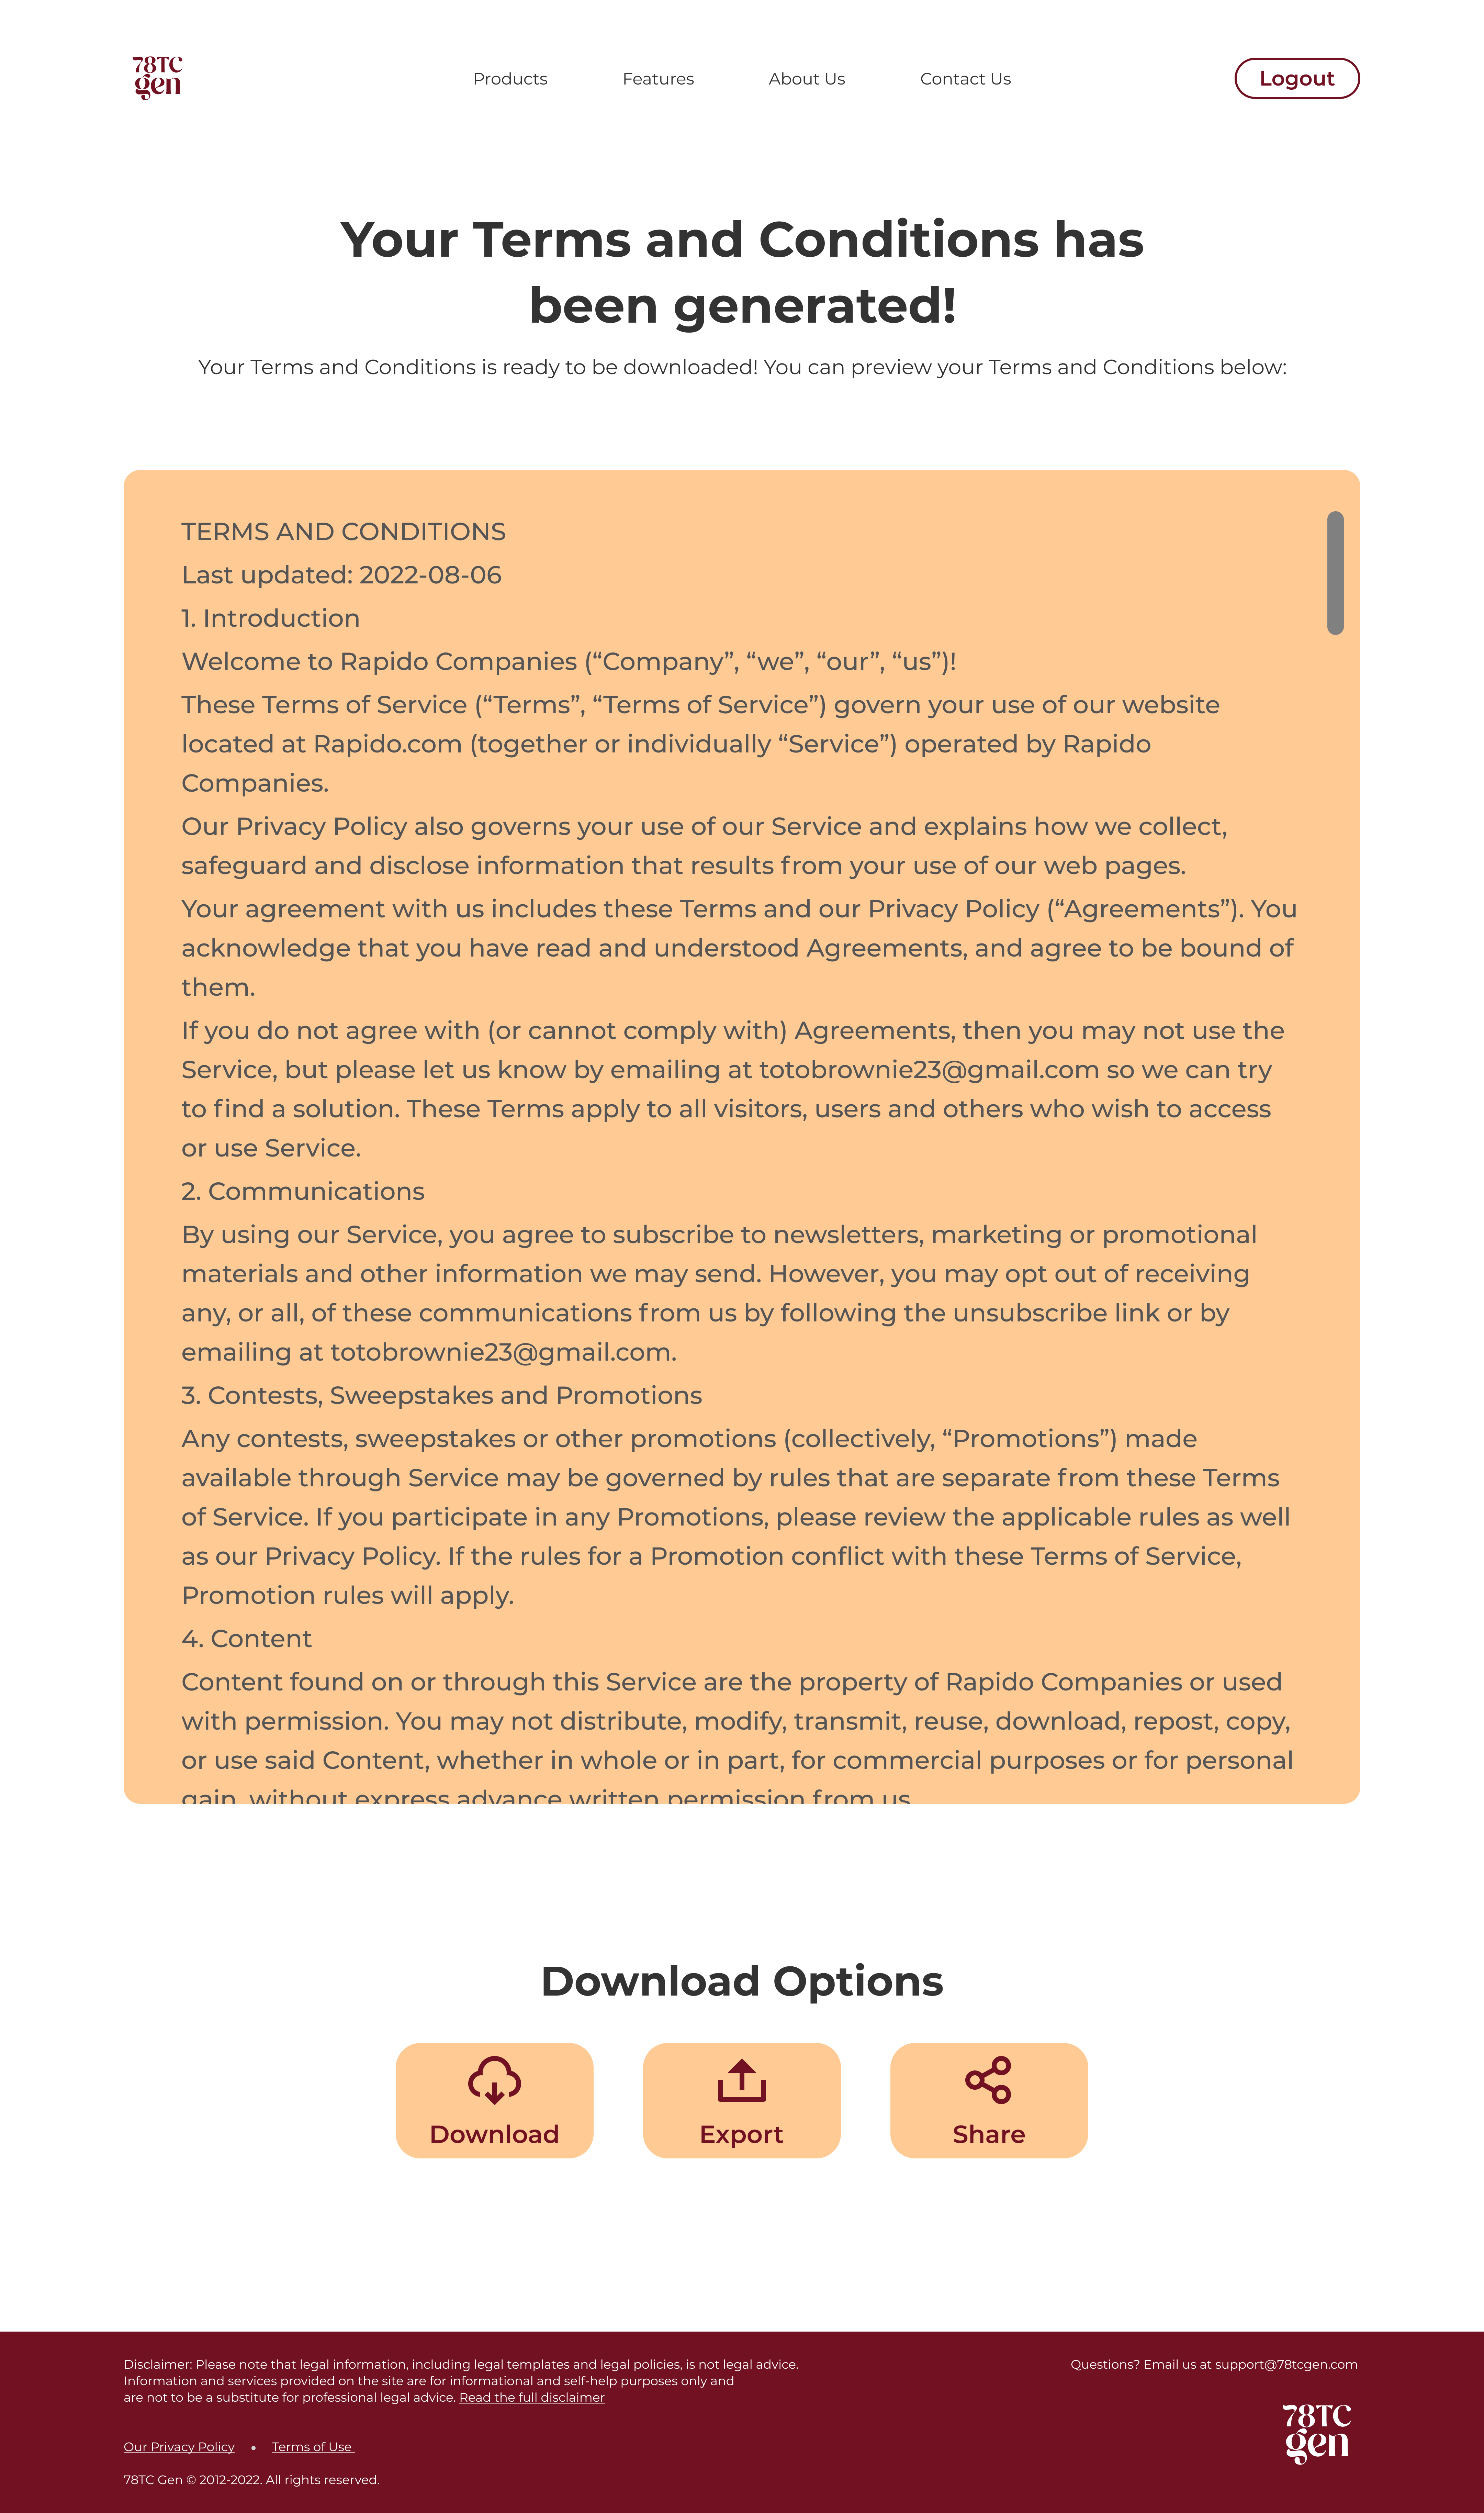 78TC
gen
Products
Features
About Us
Contact Us
Logout
Your Terms and Conditions has
been generated!
Your Terms and Conditions is ready to be downloaded! You can preview your Terms and Conditions below:
TERMS AND CONDITIONS
Last updated: 2022-08-06
1. Introduction
Welcome to Rapido Companies (“Company”, “we”, “our”, “us”)!
These Terms of Service (“Terms”, “Terms of Service”) govern your use of our website
located at Rapido.com (together or individually “Service”) operated by Rapido
Companies.
Our Privacy Policy also governs your use of our Service and explains how we collect,
safeguard and disclose information that results from your use of our web pages.
Your agreement with us includes these Terms and our Privacy Policy (“Agreements”). You
acknowledge that you have read and understood Agreements, and agree to be bound of
them.
If you do not agree with (or cannot comply with) Agreements, then you may not use the
Service, but please let us know by emailing at totobrownie23@gmail.com so we can try
to find a solution. These Terms apply to all visitors, users and others who wish to access
or use Service.
2. Communications
By using our Service, you agree to subscribe to newsletters, marketing or promotional
materials and other information we may send. However, you may opt out of receiving
any, or all, of these communications from us by following the unsubscribe link or by
emailing at totobrownie23@gmail.com.
3. Contests, Sweepstakes and Promotions
Any contests, sweepstakes or other promotions (collectively, “Promotions”) made
available through Service may be governed by rules that are separate from these Terms
of Service. If you participate in any Promotions, please review the applicable rules as well
as our Privacy Policy. If the rules for a Promotion conflict with these Terms of Service,
Promotion rules will apply.
4. Content
Content found on or through this Service are the property of Rapido Companies or used
with permission. You may not distribute, modify, transmit, reuse, download, repost, copy,
or use said Content, whether in whole or in part, for commercial purposes or for personal
gain, without express advance written permission from us.
Download Options
Download
Export
Share
Disclaimer: Please note that legal information, including legal templates and legal policies, is not legal advice.
Information and services provided on the site are for informational and self-help purposes only and
are not to be a substitute for professional legal advice. Read the full disclaimer
Our Privacy Policy • Terms of Use
78TC Gen © 2012-2022. All rights reserved.
Questions? Email us at support@78tcgen.com
78TC
gen